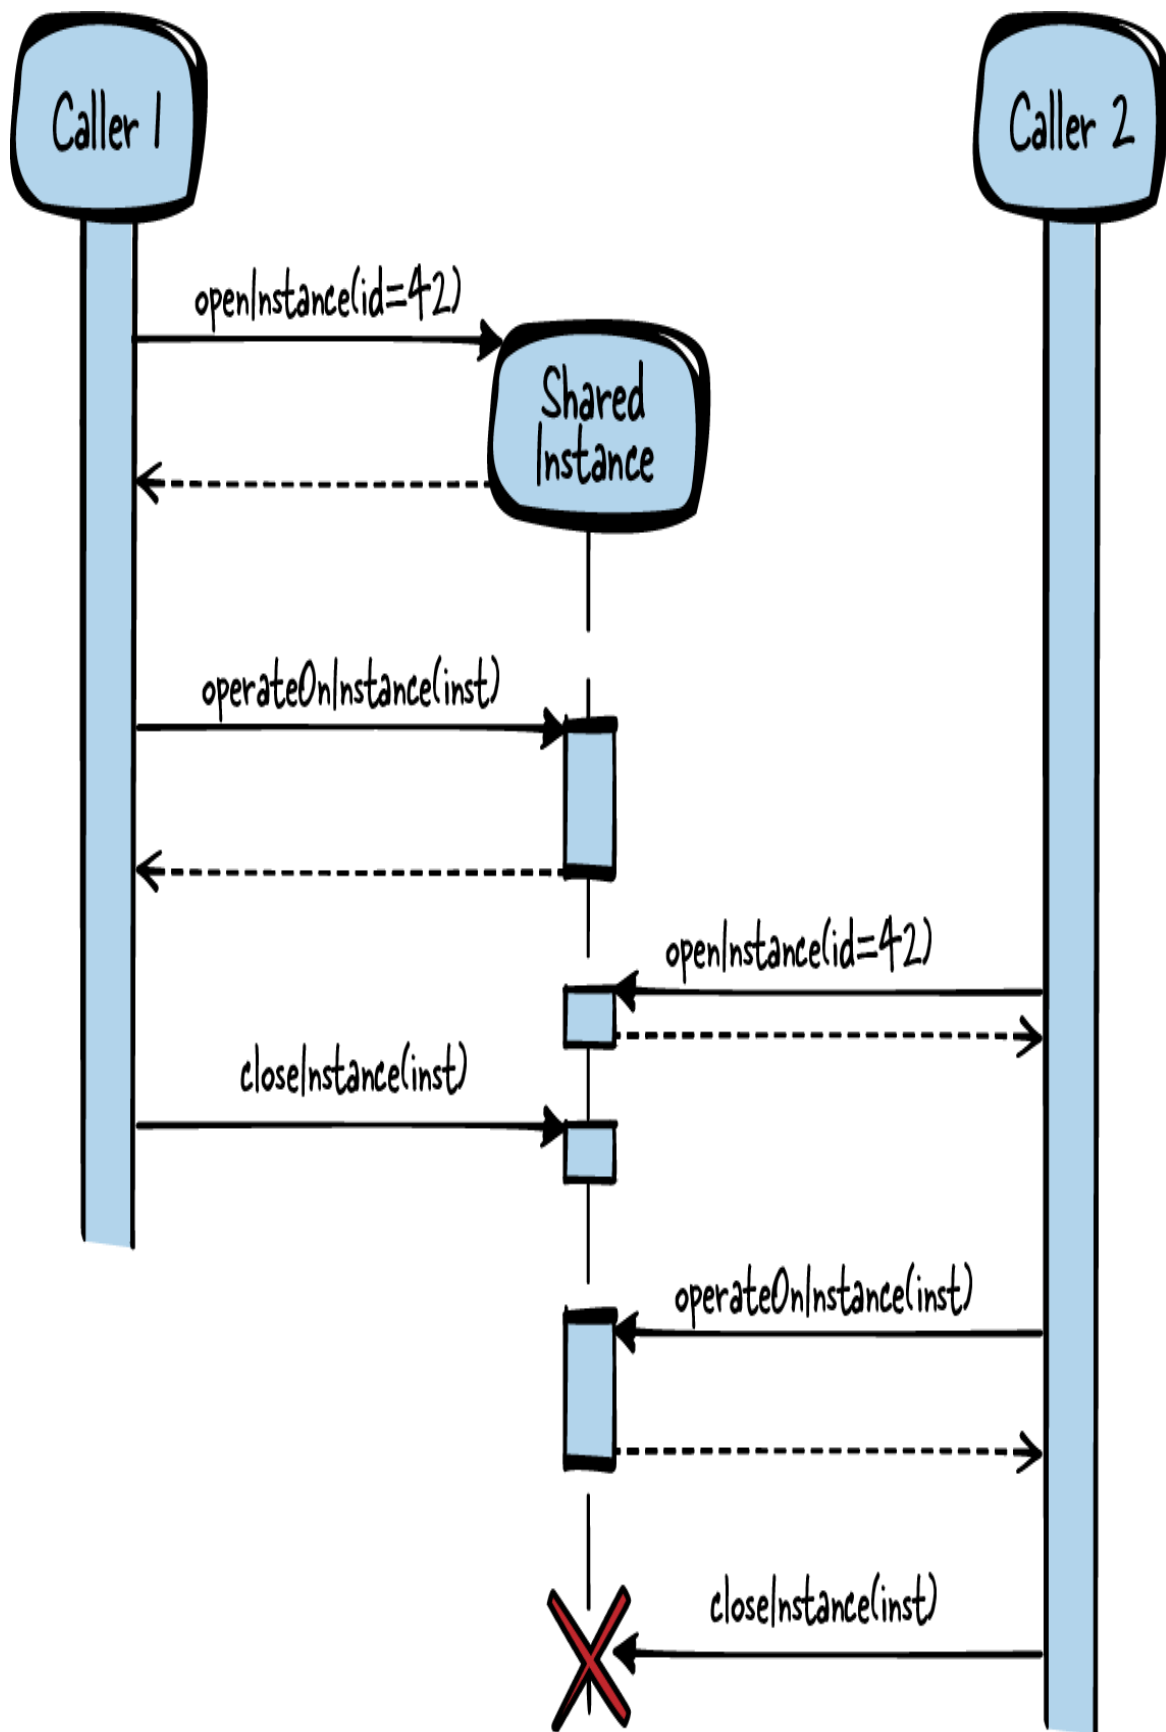 Caller 1
Caller 2
openInstance(id=42)
Shared
Instance
operateOnInstance(inst)
openInstance(id=42)
closeInstance(inst)
operateOnInstance(inst)
closeInstance(inst)